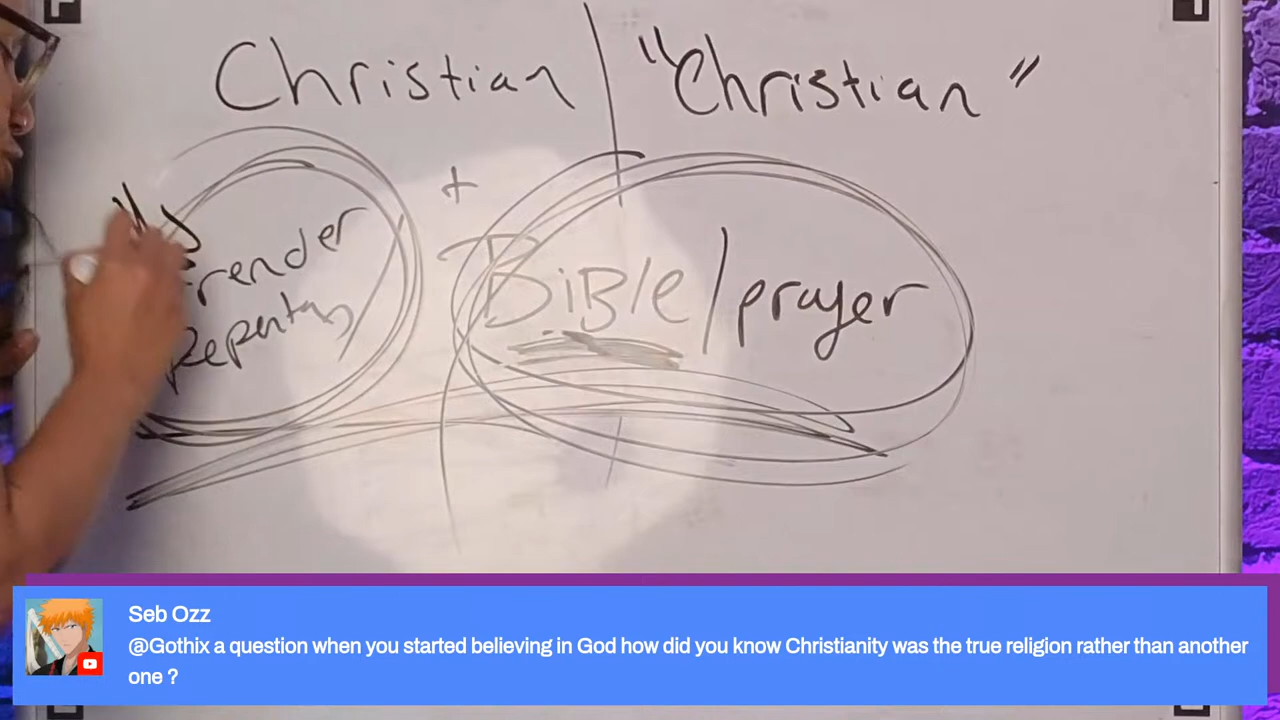 Christian | "Christian"
+
render
Bible / prayer
Seb Ozz
@Gothix a question when you started believing in God how did you know Christianity was the true religion rather than another
one ?